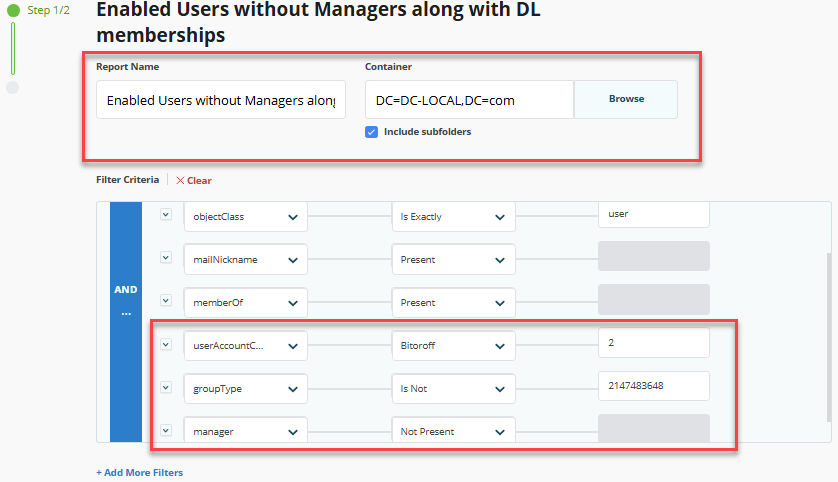 Step 1/2
Enabled Users without Managers along with DL
memberships
Report Name
Container
Enabled Users without Managers along
DC=DC-LOCAL,DC=com
Browse
Include subfolders
Filter Criteria
Clear
objectClass Is Exactly user
mailNickname Present
AND
...
memberOf Present
userAccountC... Bitoroff 2
groupType Is Not 2147483648
manager Not Present
+ Add More Filters